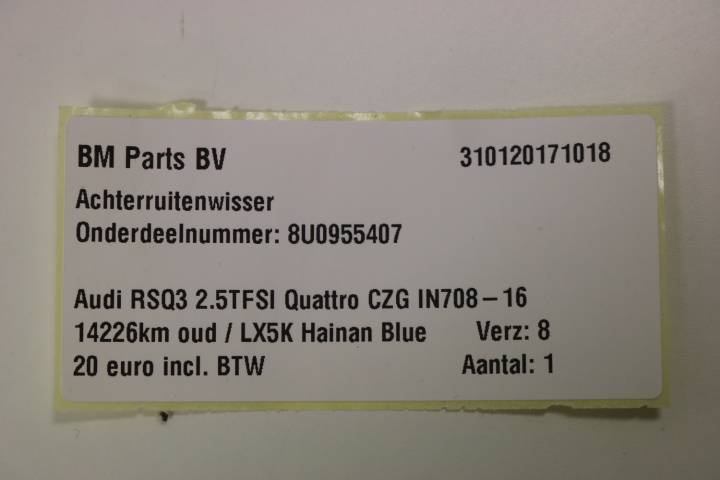 BM Parts BV 310120171018
Achterruitenwisser
Onderdeelnummer: 8U0955407
Audi RSQ3 2.5TFSI Quattro CZG IN708-16
14226km oud / LX5K Hainan Blue Verz: 8
20 euro incl. BTW Aantal: 1